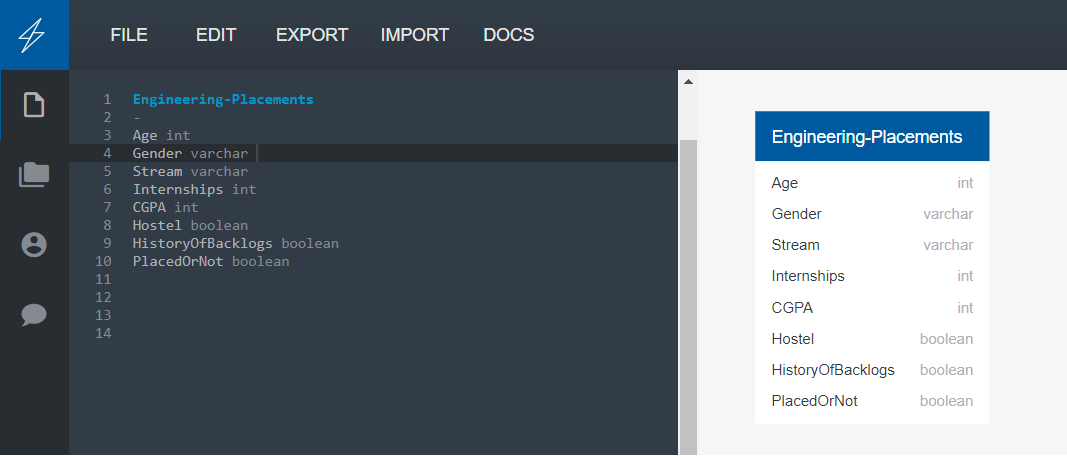 FILE EDIT EXPORT IMPORT DOCS
1 Engineering-Placements
2 -
3 Age int
4 Gender varchar
5 Stream varchar
6 Internships int
7 CGPA int
8 Hostel boolean
9 HistoryOfBacklogs boolean
10 PlacedOrNot boolean
11
12
13
14
Engineering-Placements
Age int
Gender varchar
Stream varchar
Internships int
CGPA int
Hostel boolean
HistoryOfBacklogs boolean
PlacedOrNot boolean